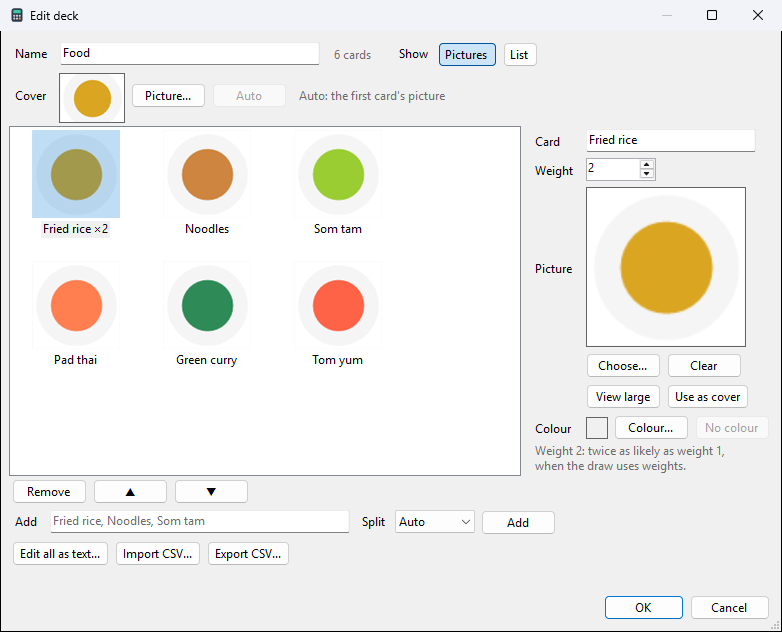 Edit deck
Name Food 6 cards Show Pictures List
Cover Picture... Auto Auto: the first card's picture
Fried rice ×2 Noodles Som tam
Pad thai Green curry Tom yum
Card Fried rice
Weight 2
Picture
Choose... Clear
View large Use as cover
Colour Colour... No colour
Weight 2: twice as likely as weight 1,
when the draw uses weights.
Remove ▲ ▼
Add Fried rice, Noodles, Som tam Split Auto Add
Edit all as text... Import CSV... Export CSV...
OK Cancel